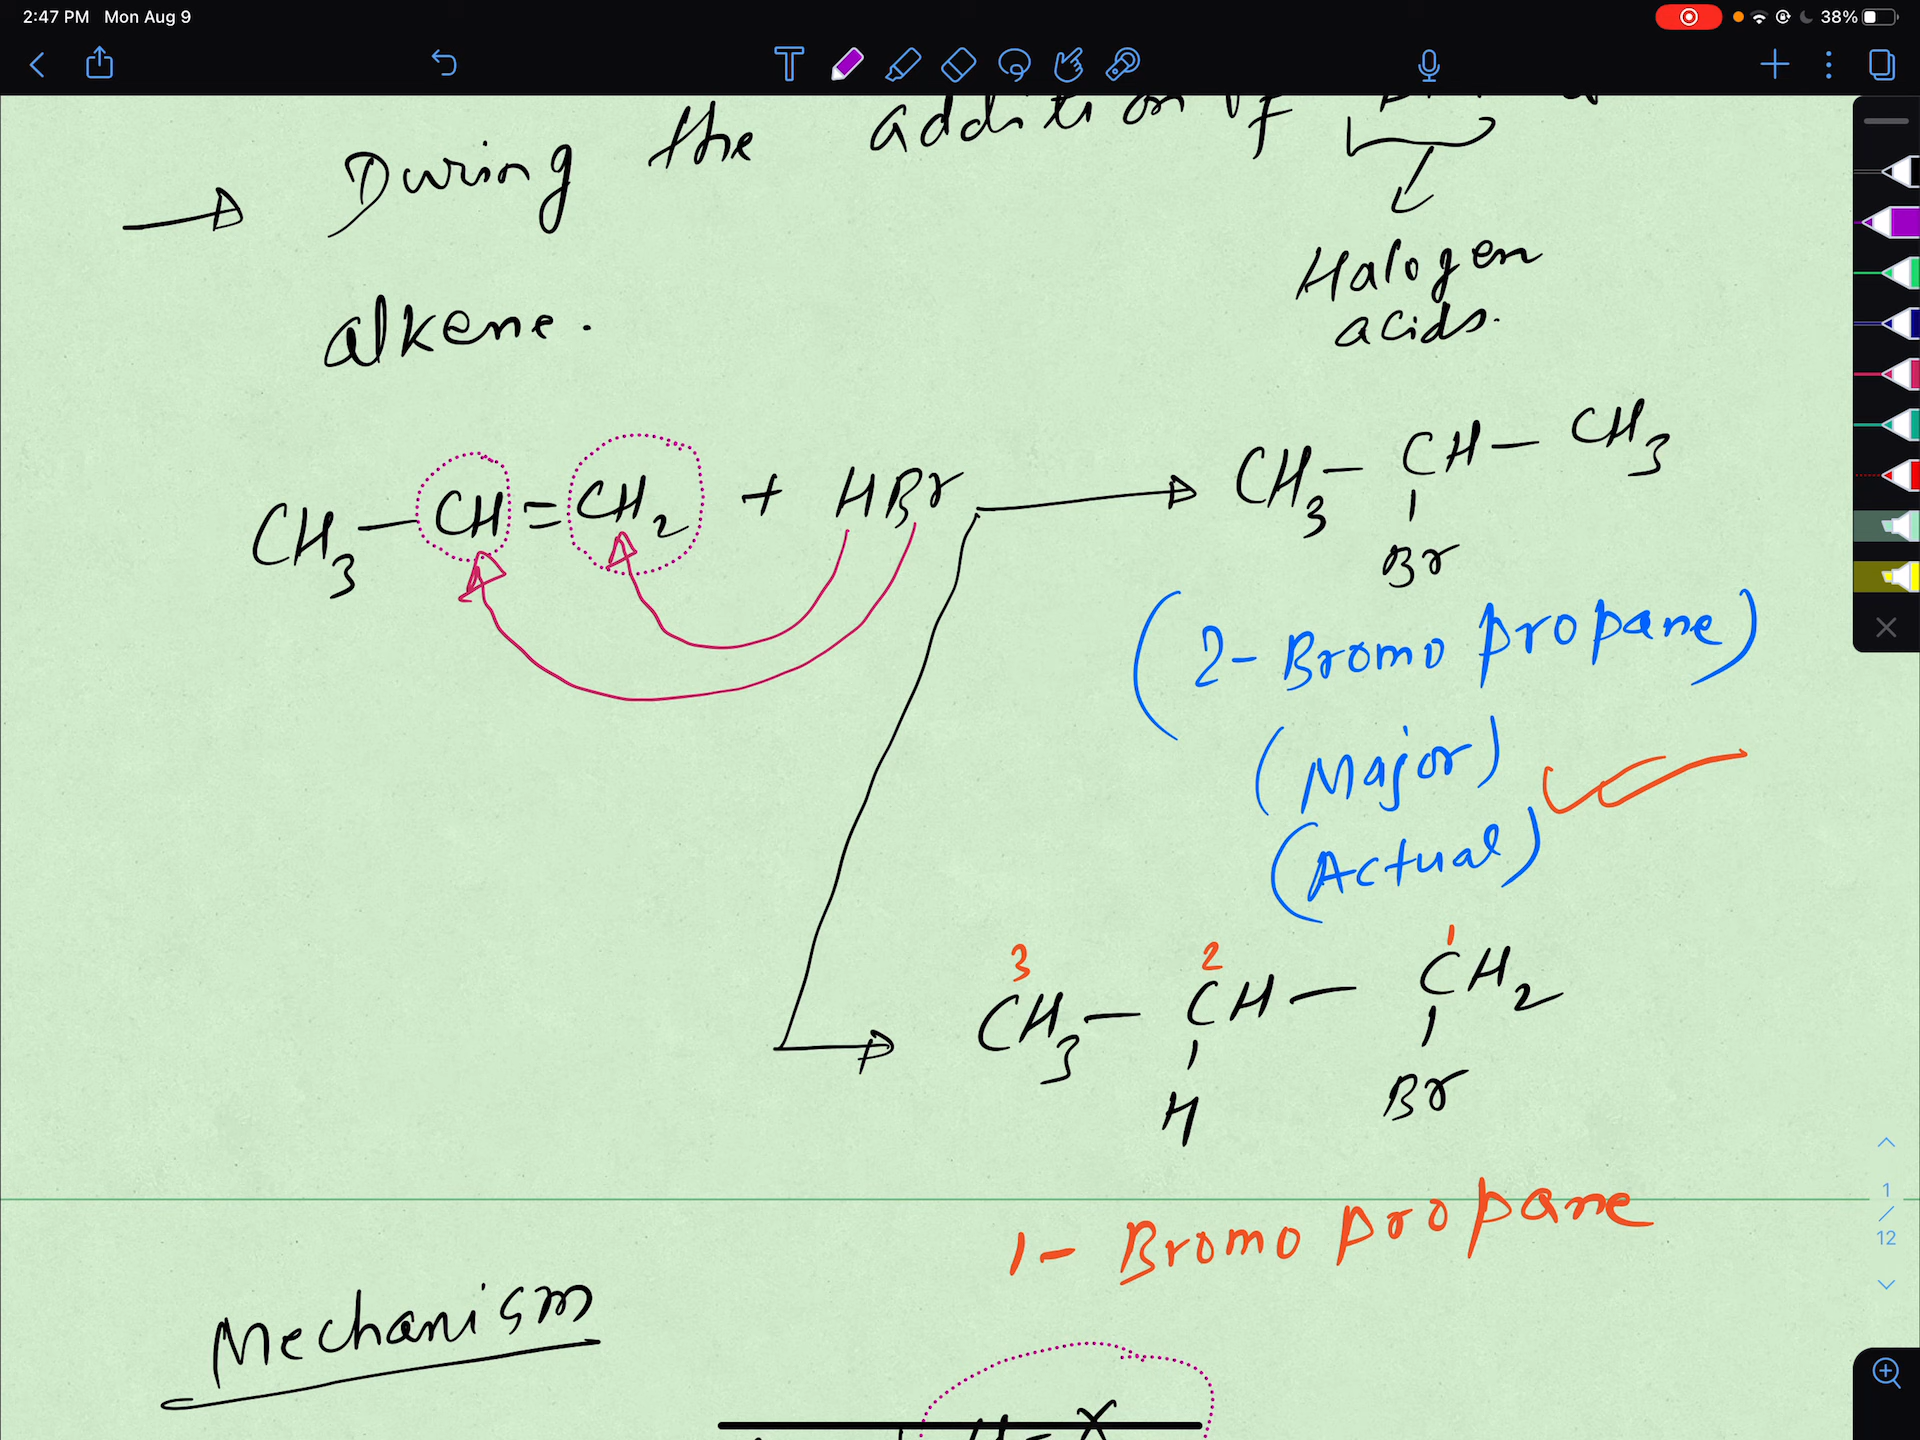 2:47 PM Mon Aug 9
38%
During the addition of
Halogen
acids.
alkene.
CH3 — CH = CH2 + HBr
CH3 — CH — CH3
Br
(2-Bromo propane)
(Major)
(Actual)
3 2 1
CH3 — CH — CH2
H Br
1- Bromo propane
1
/
12
Mechanism
H - X